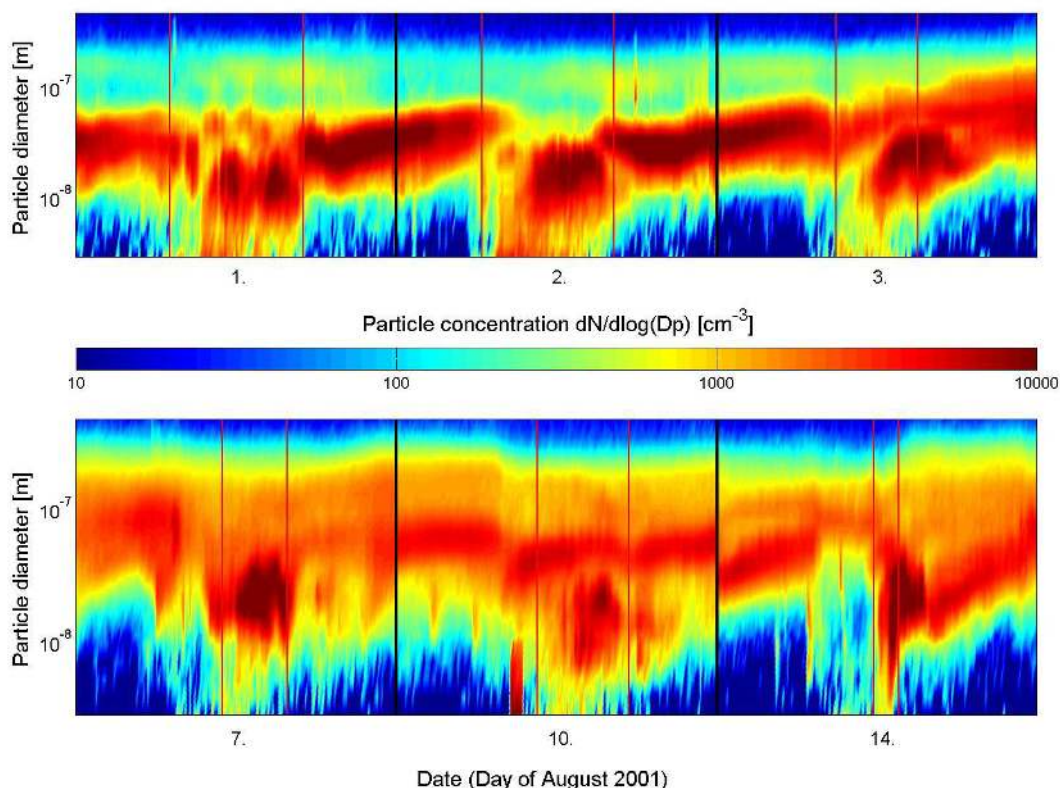 Particle diameter [m]
10-7
10-8
1. 2. 3.
Particle concentration dN/dlog(Dp) [cm-3]
10 100 1000 10000
Particle diameter [m]
10-7
10-8
7. 10. 14.
Date (Day of August 2001)